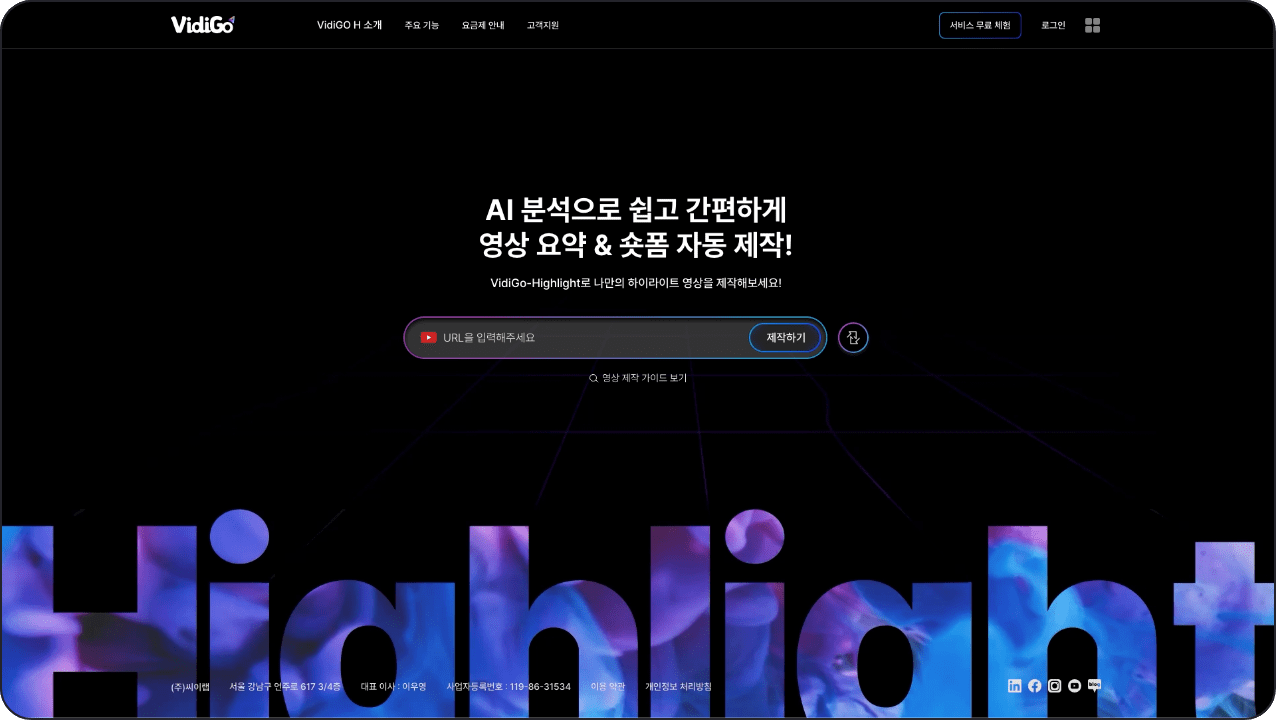 VidiGo
VidiGO H 소개
주요 기능
요금제 안내
고객지원
서비스 무료 체험
로그인
AI 분석으로 쉽고 간편하게
영상 요약 & 숏폼 자동 제작!
VidiGo-Highlight로 나만의 하이라이트 영상을 제작해보세요!
URL을 입력해주세요
제작하기
영상 제작 가이드 보기
Highlight
(주)씨이랩
서울 강남구 언주로 617 3/4층
대표 이사 : 이우영
사업자등록번호 : 119-86-31534
이용 약관
개인정보 처리방침
blog